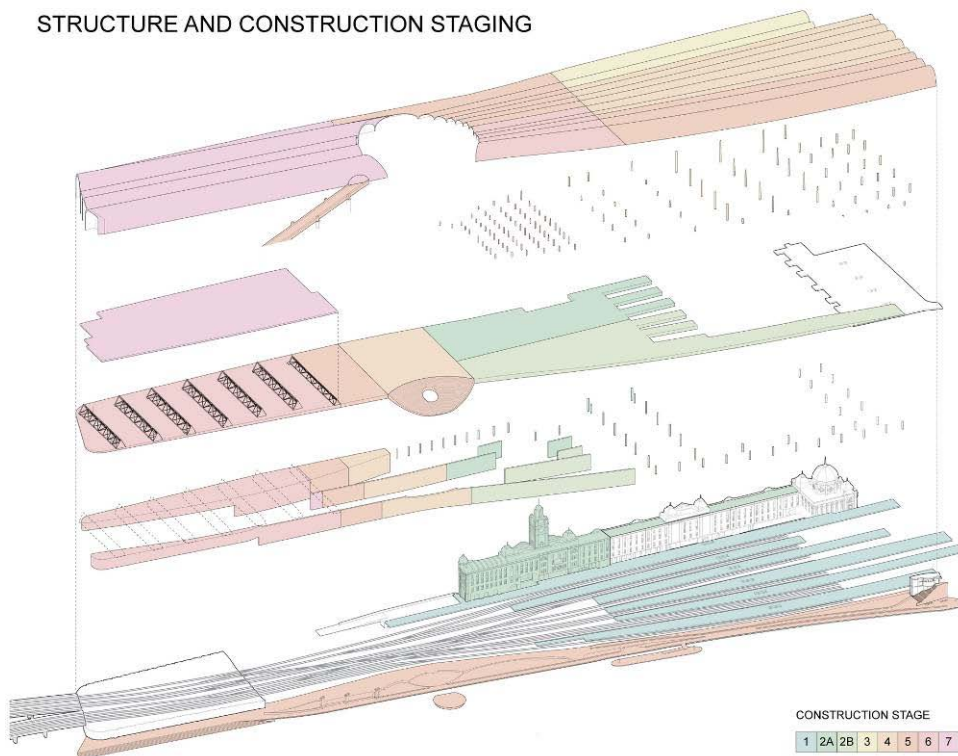 STRUCTURE AND CONSTRUCTION STAGING
CONSTRUCTION STAGE
1 2A 2B 3 4 5 6 7